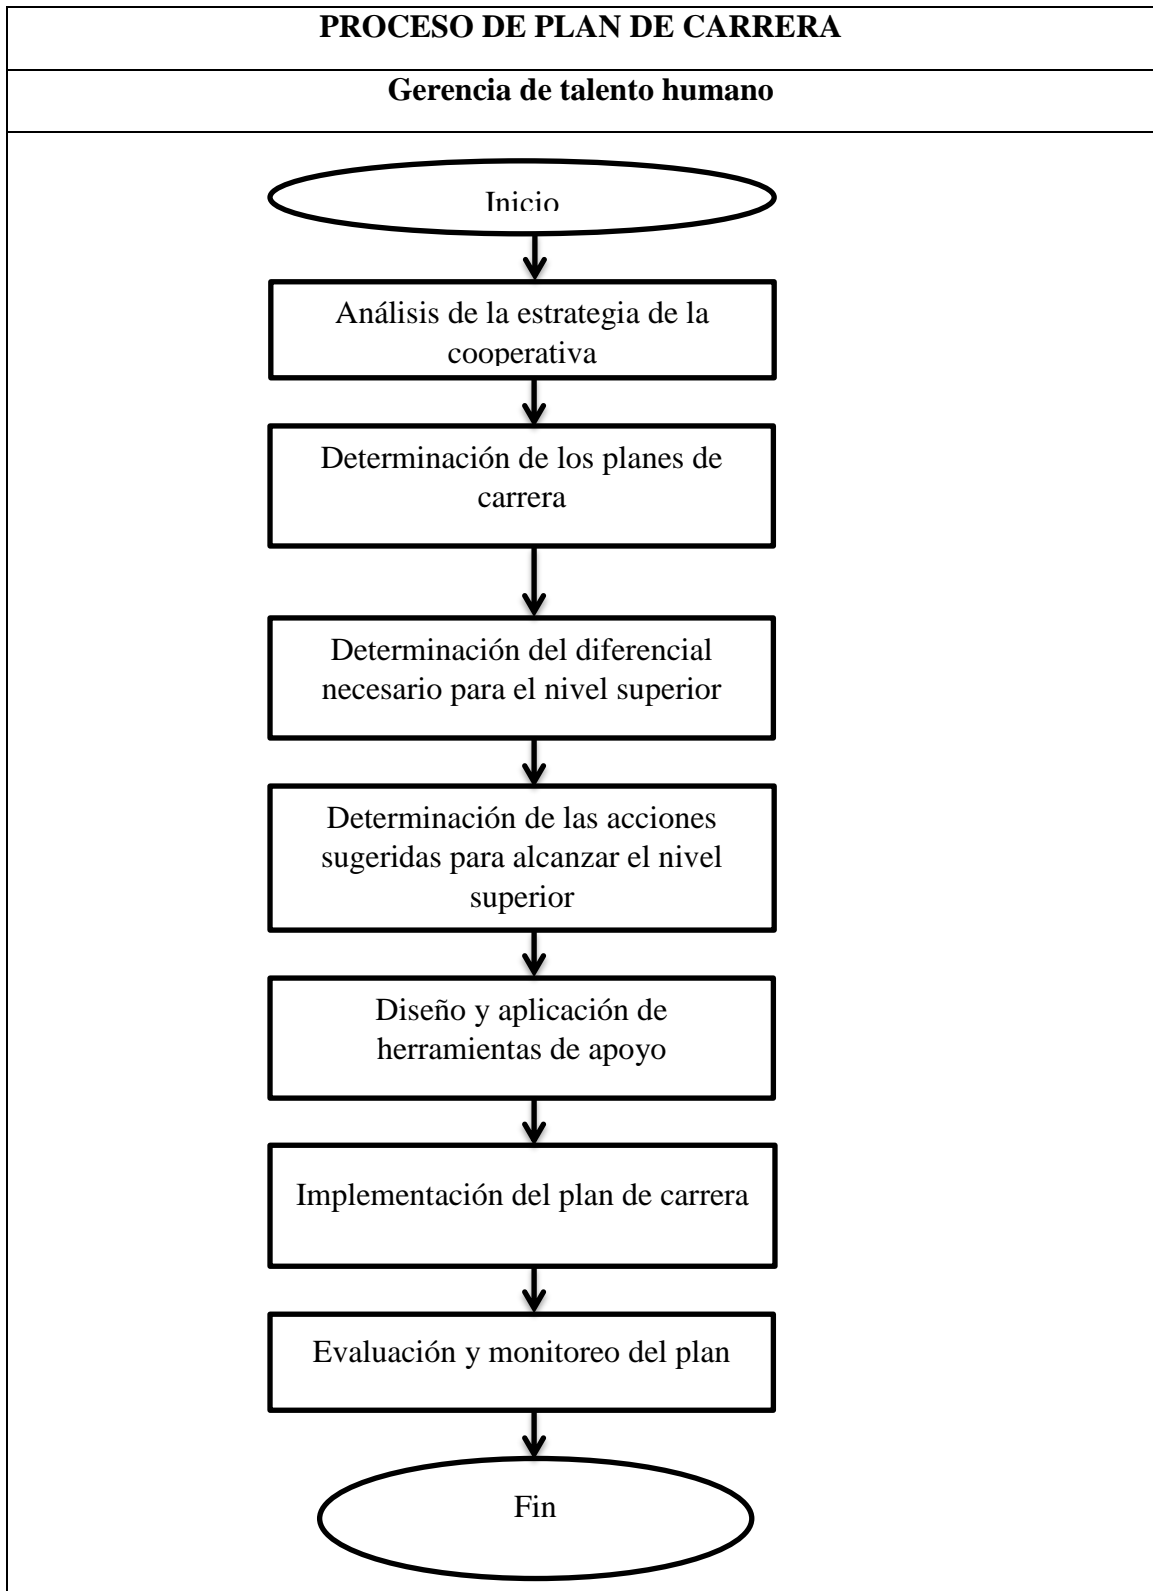 PROCESO DE PLAN DE CARRERA
Gerencia de talento humano
Inicio
Análisis de la estrategia de la
cooperativa
Determinación de los planes de
carrera
Determinación del diferencial
necesario para el nivel superior
Determinación de las acciones
sugeridas para alcanzar el nivel
superior
Diseño y aplicación de
herramientas de apoyo
Implementación del plan de carrera
Evaluación y monitoreo del plan
Fin